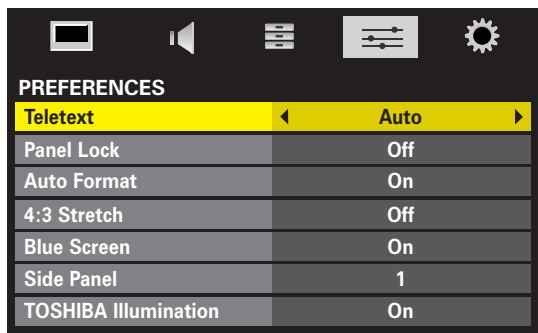 PREFERENCES
Teletext Auto
Panel Lock Off
Auto Format On
4:3 Stretch Off
Blue Screen On
Side Panel 1
TOSHIBA Illumination On